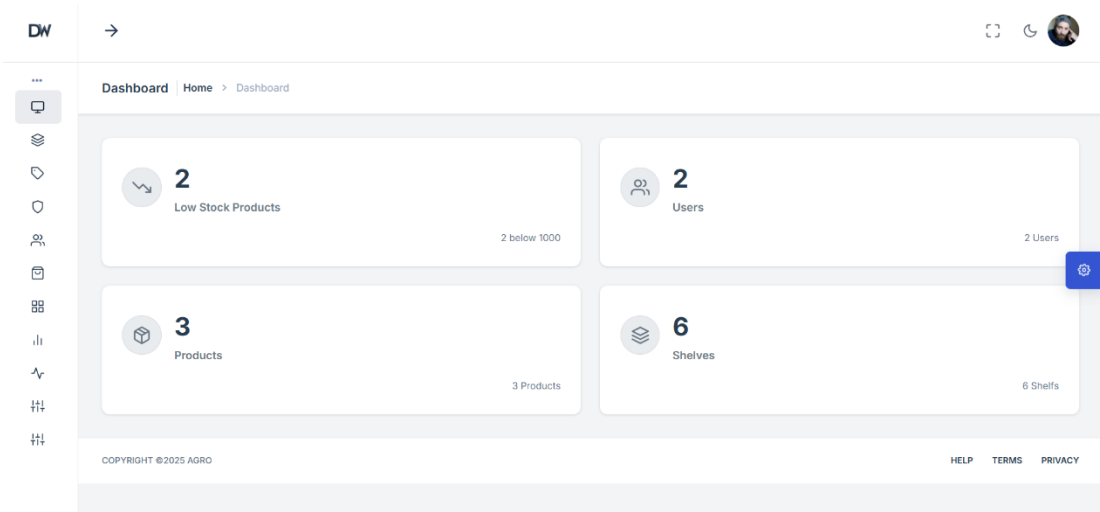 DW
Dashboard Home > Dashboard
2
Low Stock Products
2 below 1000
2
Users
2 Users
3
Products
3 Products
6
Shelves
6 Shelfs
COPYRIGHT ©2025 AGRO
HELP TERMS PRIVACY